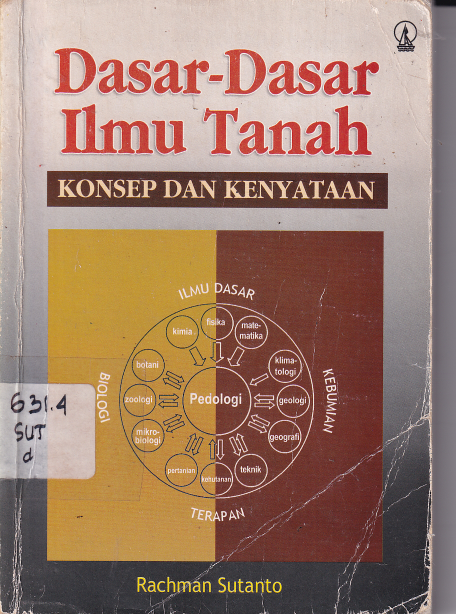 Dasar-Dasar
Ilmu Tanah
KONSEP DAN KENYATAAN
ILMU DASAR
kimia
fisika
mate-
matika
botani
klima-
tologi
BIOLOGI
zoologi
Pedologi
geologi
KEBUMIAN
mikro-
biologi
geografi
pertanian
kehutanan
teknik
TERAPAN
631.4
SUT
d
Rachman Sutanto